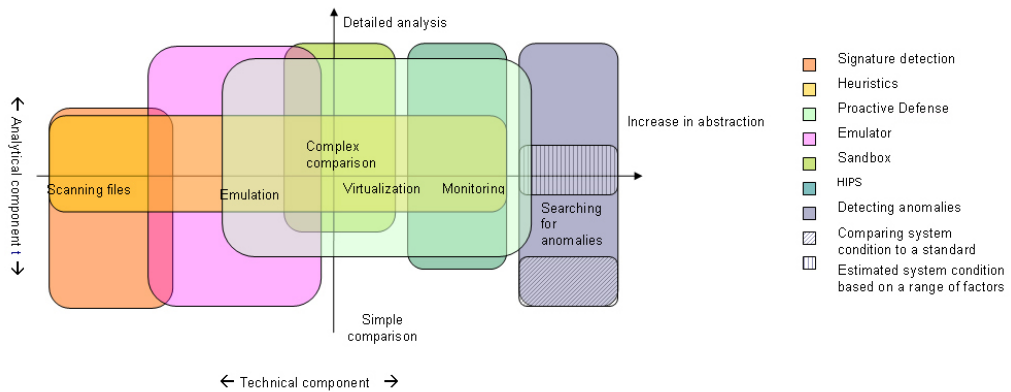 Detailed analysis
Increase in abstraction
Complex
comparison
Scanning files
Emulation
Virtualization
Monitoring
Searching
for
anomalies
Simple
comparison
← Analytical component t →
← Technical component →
Signature detection
Heuristics
Proactive Defense
Emulator
Sandbox
HIPS
Detecting anomalies
Comparing system
condition to a standard
Estimated system condition
based on a range of factors